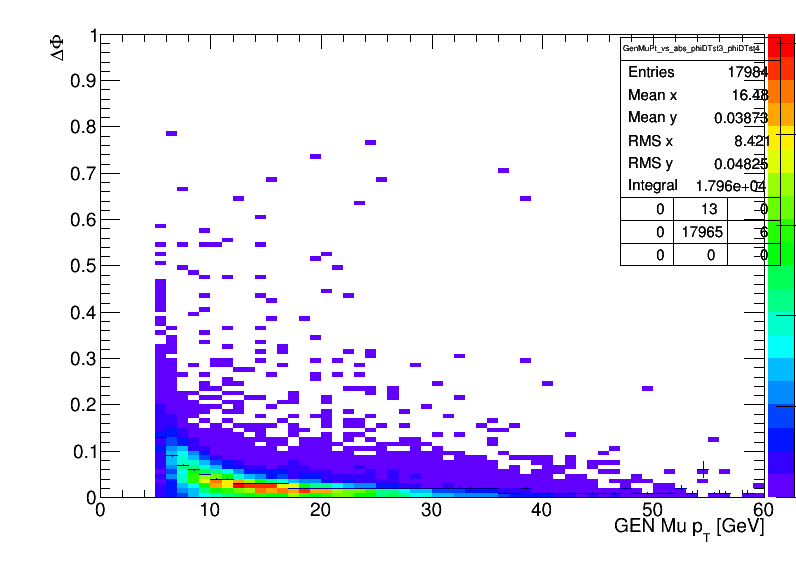 ΔΦ
1
0.9
0.8
0.7
0.6
0.5
0.4
0.3
0.2
0.1
0
0 10 20 30 40 50 60
GEN Mu p_T [GeV]
GenMuPt_vs_abs_phiDTst3_phiDTst4
Entries 17984
Mean x 16.48
Mean y 0.03873
RMS x 8.421
RMS y 0.04825
Integral 1.796e+04
0 13 0
0 17965 6
0 0 0